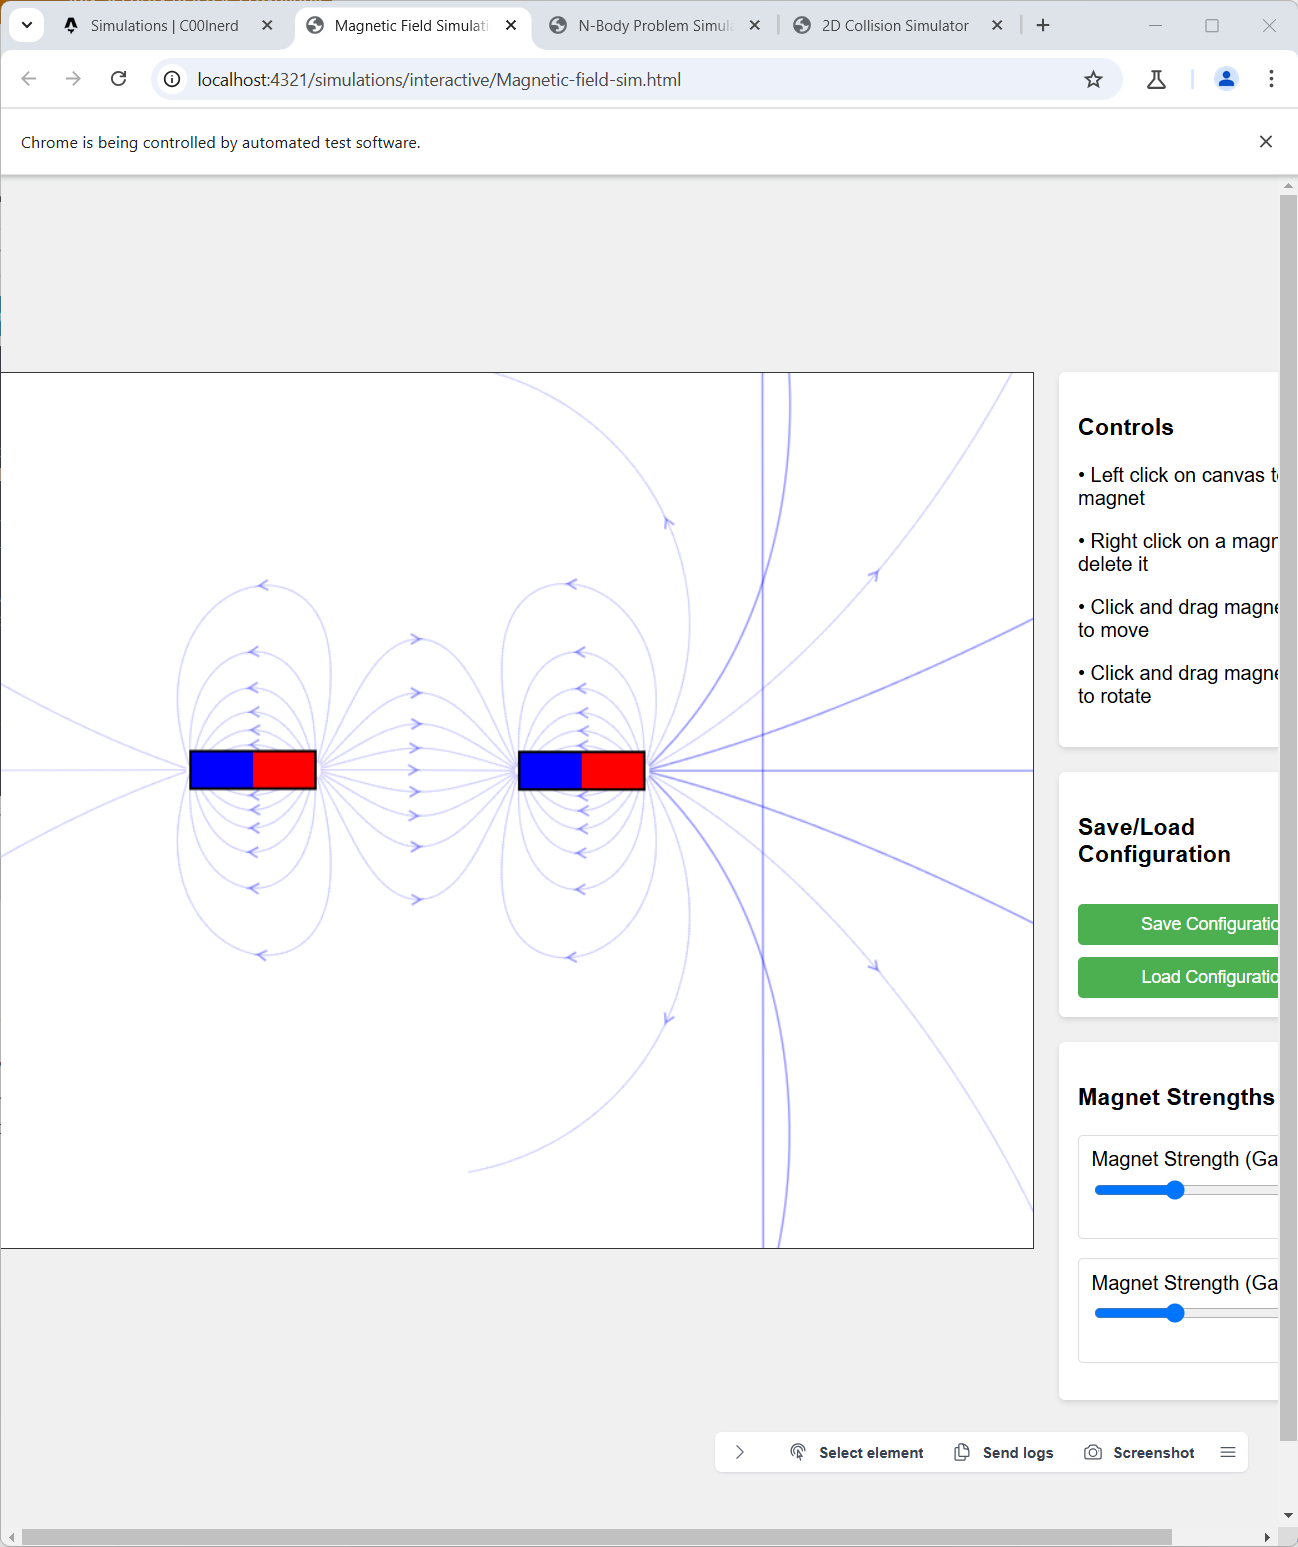 Simulations | C00lnerd
Magnetic Field Simulati
N-Body Problem Simul
2D Collision Simulator
localhost:4321/simulations/interactive/Magnetic-field-sim.html
Chrome is being controlled by automated test software.
Controls
• Left click on canvas t
magnet
• Right click on a magn
delete it
• Click and drag magne
to move
• Click and drag magne
to rotate
Save/Load
Configuration
Save Configuratio
Load Configuratio
Magnet Strengths
Magnet Strength (Ga
Magnet Strength (Ga
Select element
Send logs
Screenshot